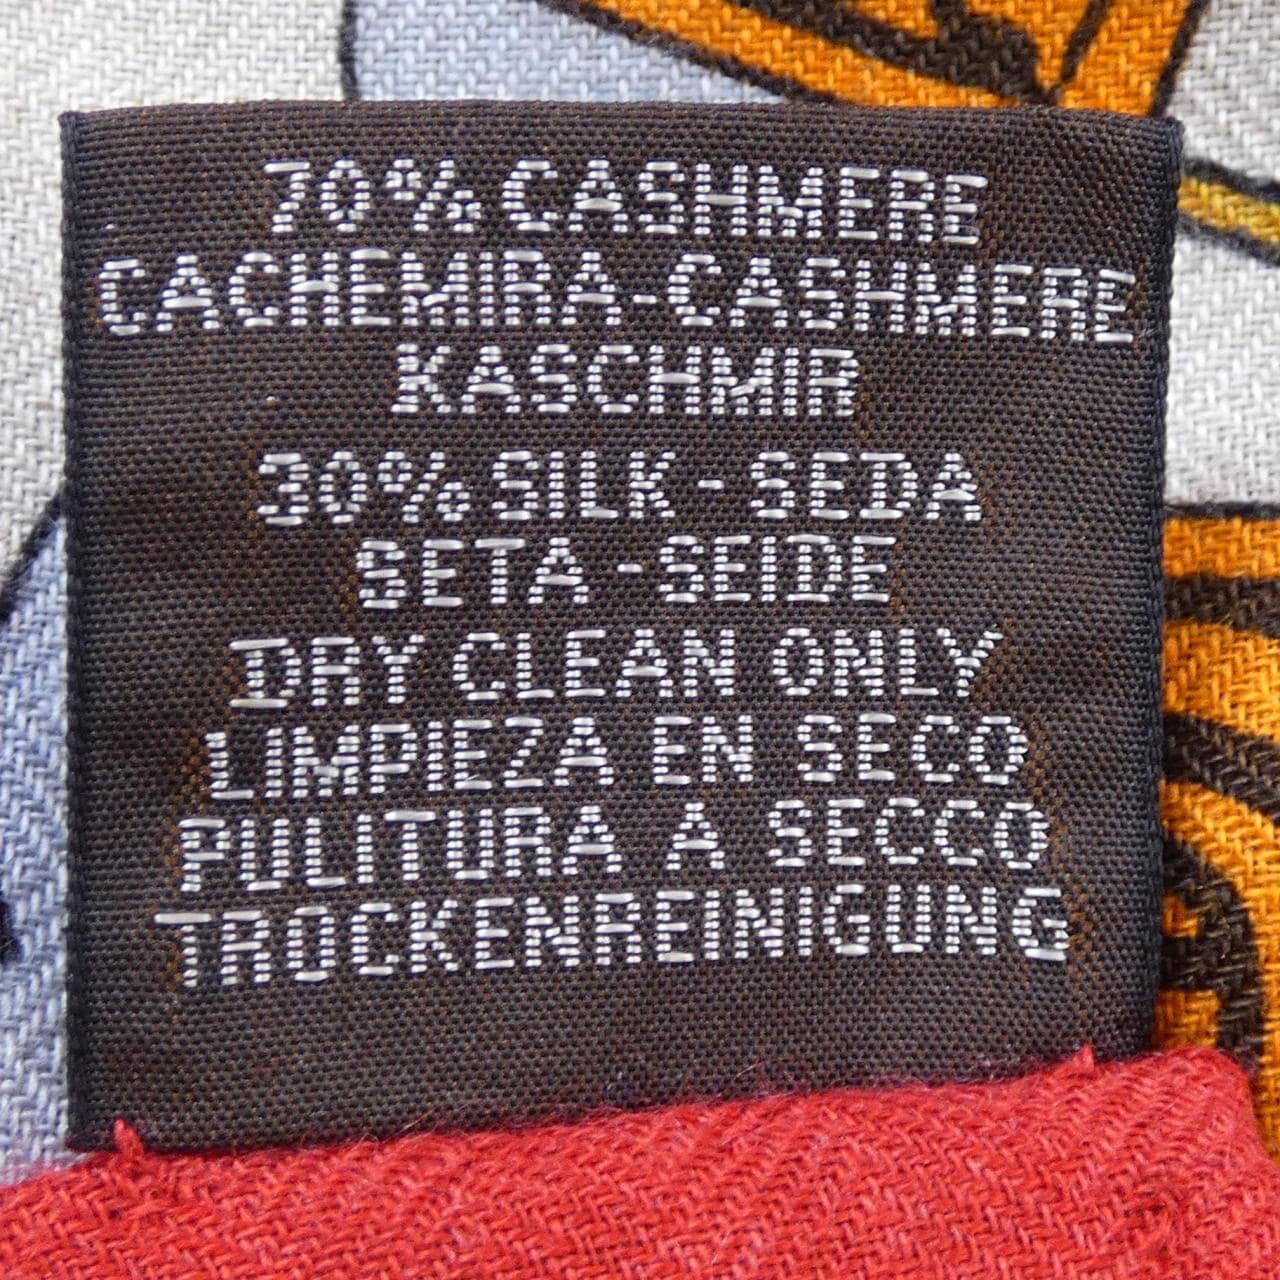 70% CASHMERE
CACHEMIRA-CASHMERE
KASCHMIR
30% SILK - SEDA
SETA - SEIDE
DRY CLEAN ONLY
LIMPIEZA EN SECO
PULITURA A SECCO
TROCKENREINIGUNG